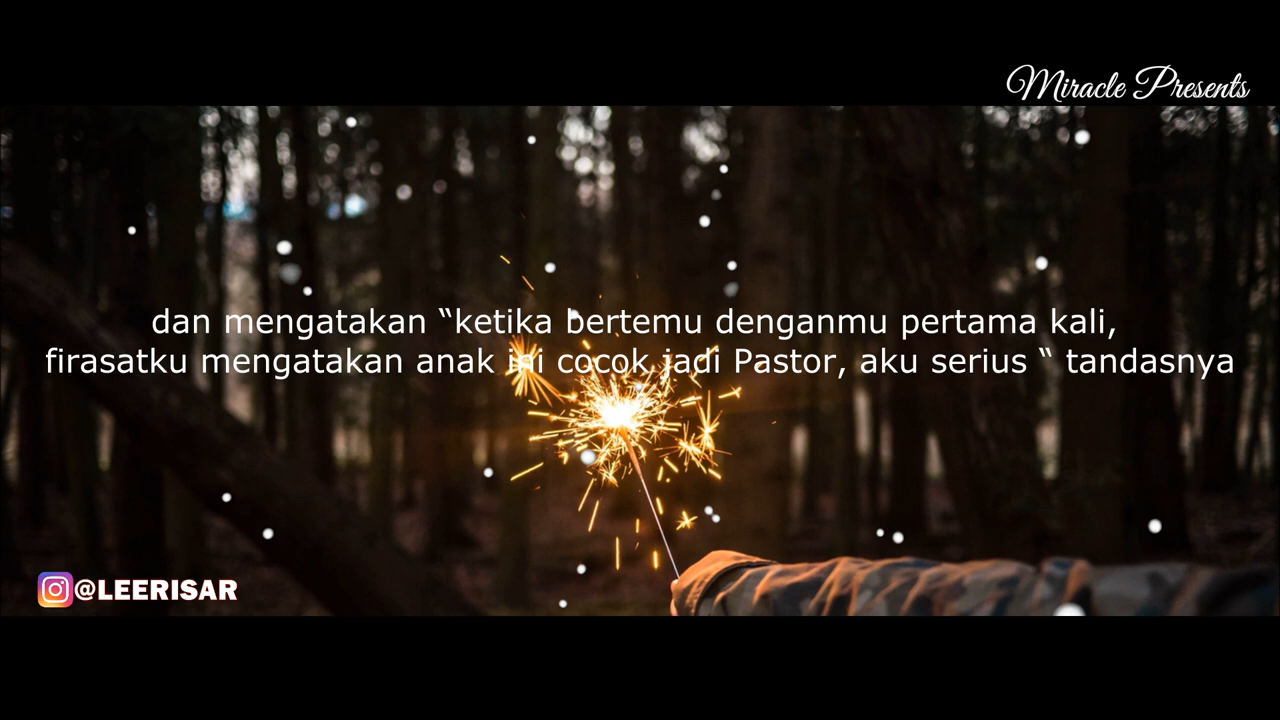 Miracle Presents
dan mengatakan “ketika bertemu denganmu pertama kali,
firasatku mengatakan anak ini cocok jadi Pastor, aku serius “ tandasnya
@LEERISAR